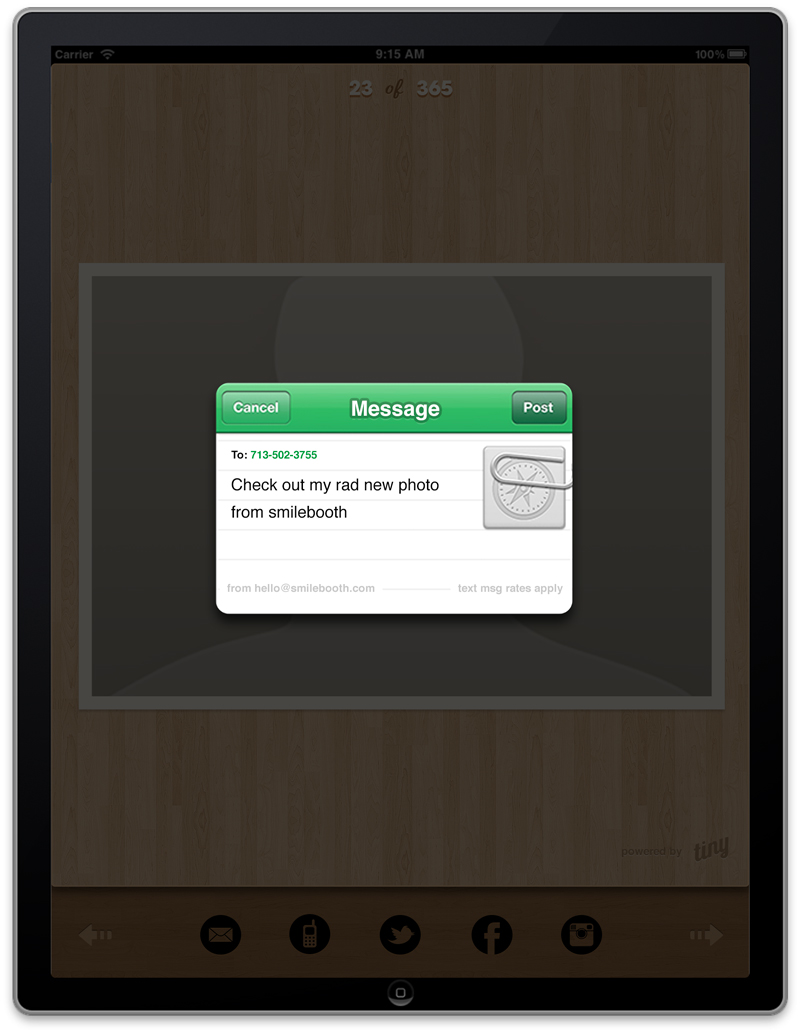 Carrier 9:15 AM 100%
23 of 365
Cancel Message Post
To: 713-502-3755
Check out my rad new photo
from smilebooth
from hello@smilebooth.com text msg rates apply
powered by tiny